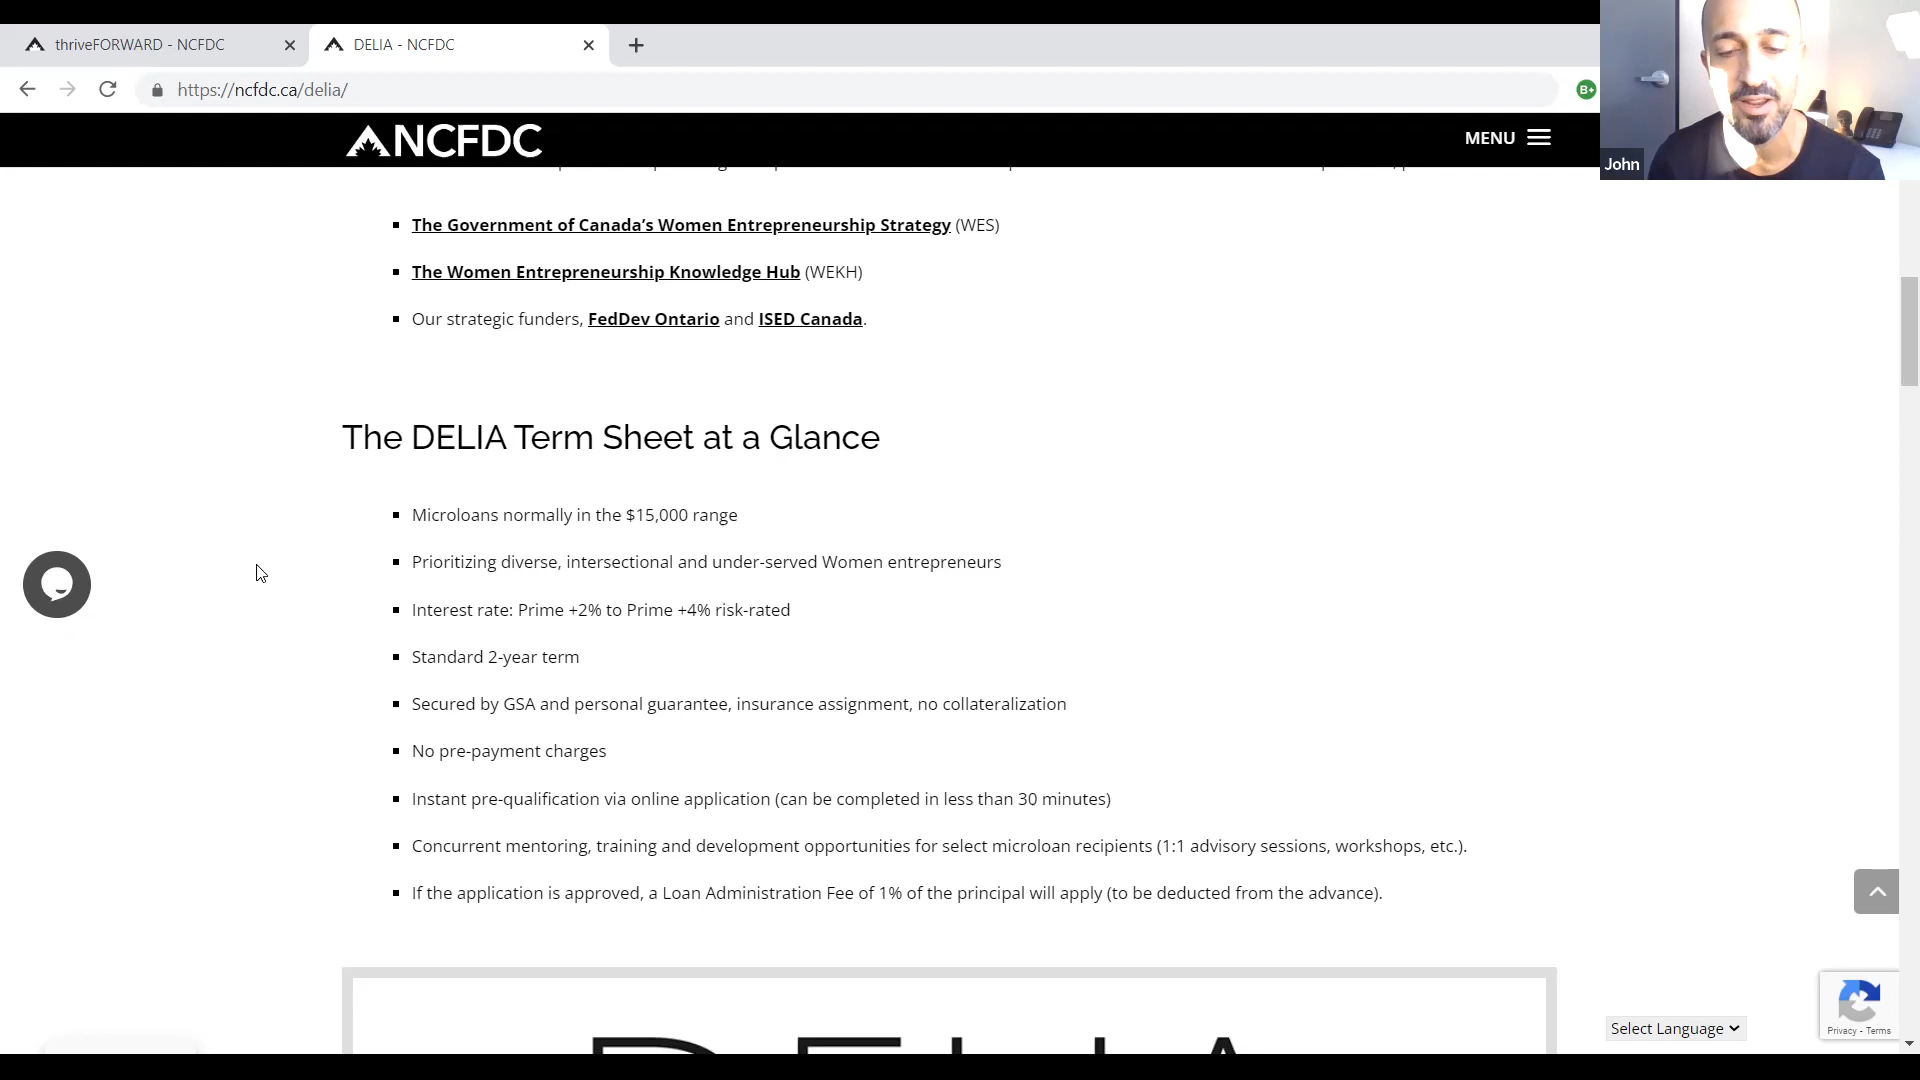 thriveFORWARD - NCFDC
DELIA - NCFDC
https://ncfdc.ca/delia/
B+
NCFDC
MENU
John
The Government of Canada’s Women Entrepreneurship Strategy (WES)
The Women Entrepreneurship Knowledge Hub (WEKH)
Our strategic funders, FedDev Ontario and ISED Canada.
The DELIA Term Sheet at a Glance
Microloans normally in the $15,000 range
Prioritizing diverse, intersectional and under-served Women entrepreneurs
Interest rate: Prime +2% to Prime +4% risk-rated
Standard 2-year term
Secured by GSA and personal guarantee, insurance assignment, no collateralization
No pre-payment charges
Instant pre-qualification via online application (can be completed in less than 30 minutes)
Concurrent mentoring, training and development opportunities for select microloan recipients (1:1 advisory sessions, workshops, etc.).
If the application is approved, a Loan Administration Fee of 1% of the principal will apply (to be deducted from the advance).
DELIA
Select Language
Privacy - Terms